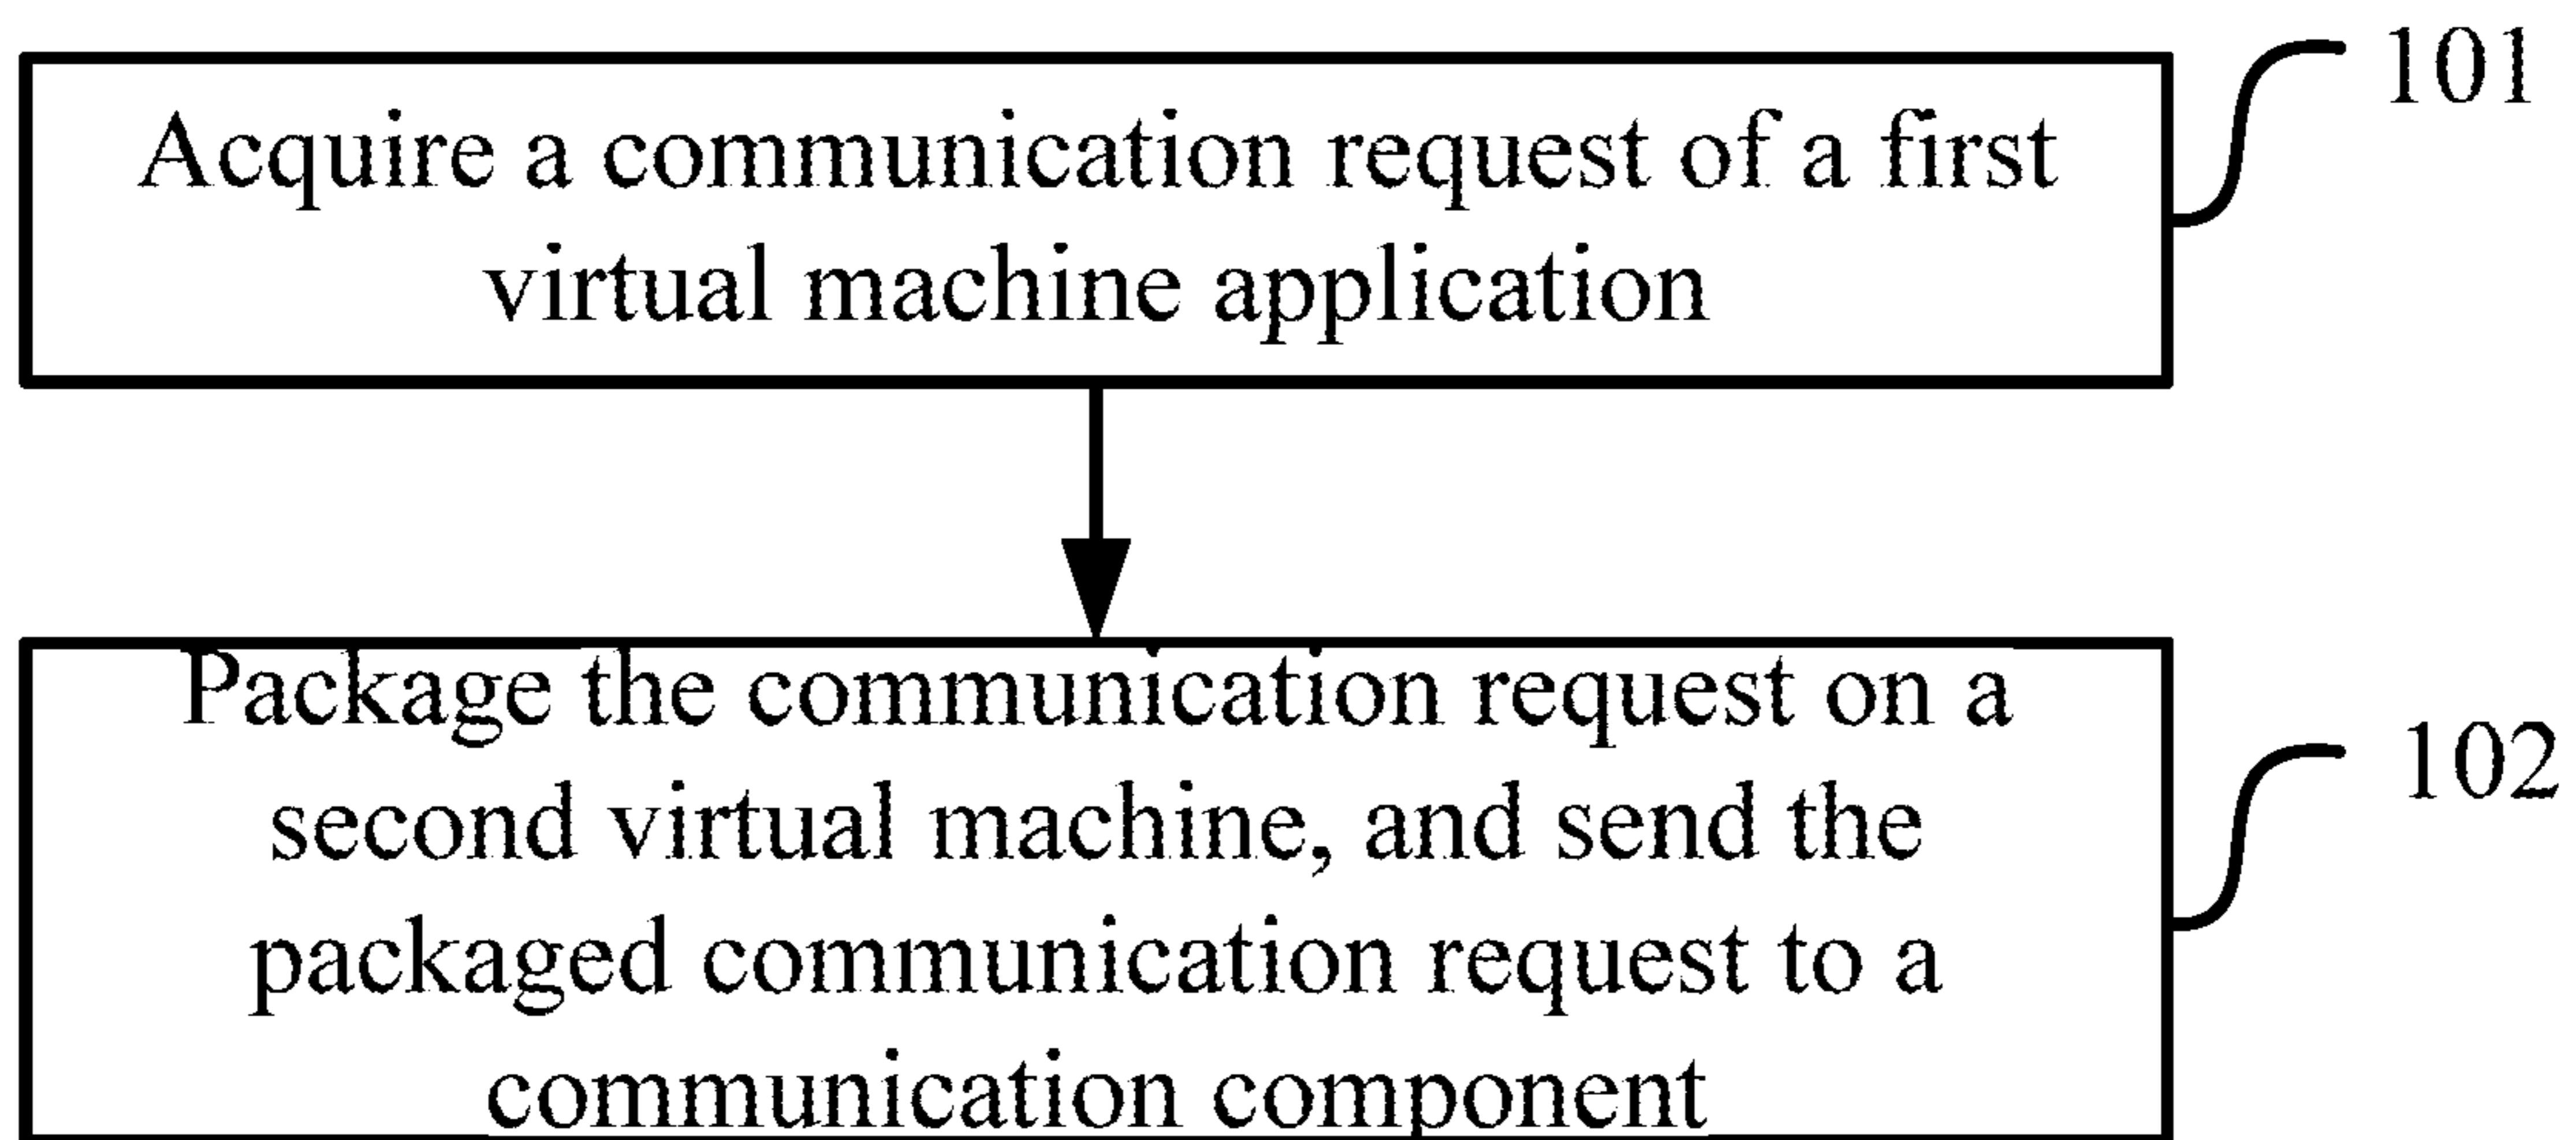 Acquire a communication request of a first
virtual machine application
101
Package the communication request on a
second virtual machine, and send the
packaged communication request to a
communication component
102